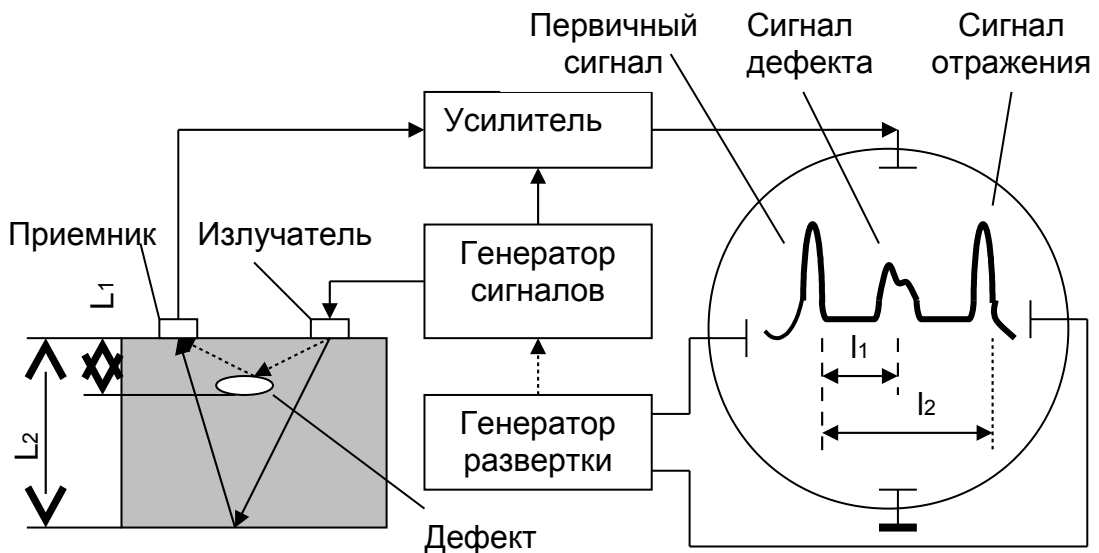 Первичный
сигнал
Сигнал
дефекта
Сигнал
отражения
Усилитель
Приемник
Излучатель
Генератор
сигналов
L1
l1
l2
L2
Генератор
развертки
Дефект